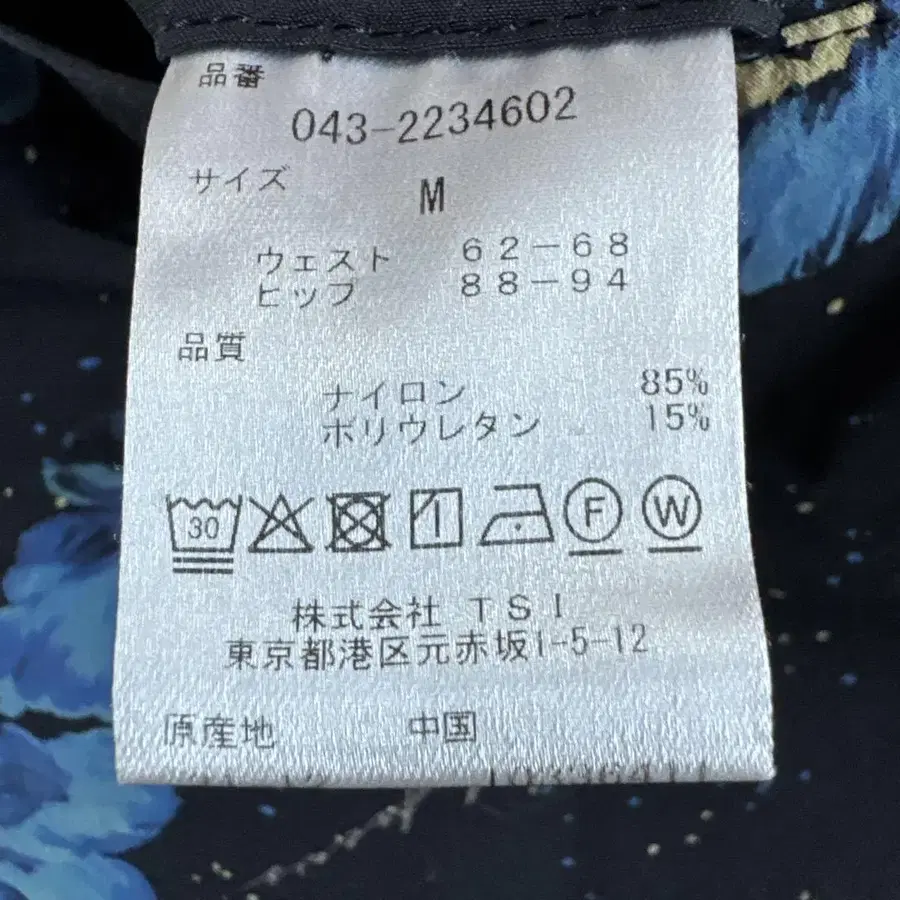 品番
043-2234602
サイズ
M
ウェスト 62-68
ヒップ 88-94
品質
ナイロン 85%
ポリウレタン 15%
30 F W
株式会社 TSI
東京都港区元赤坂1-5-12
原産地 中国